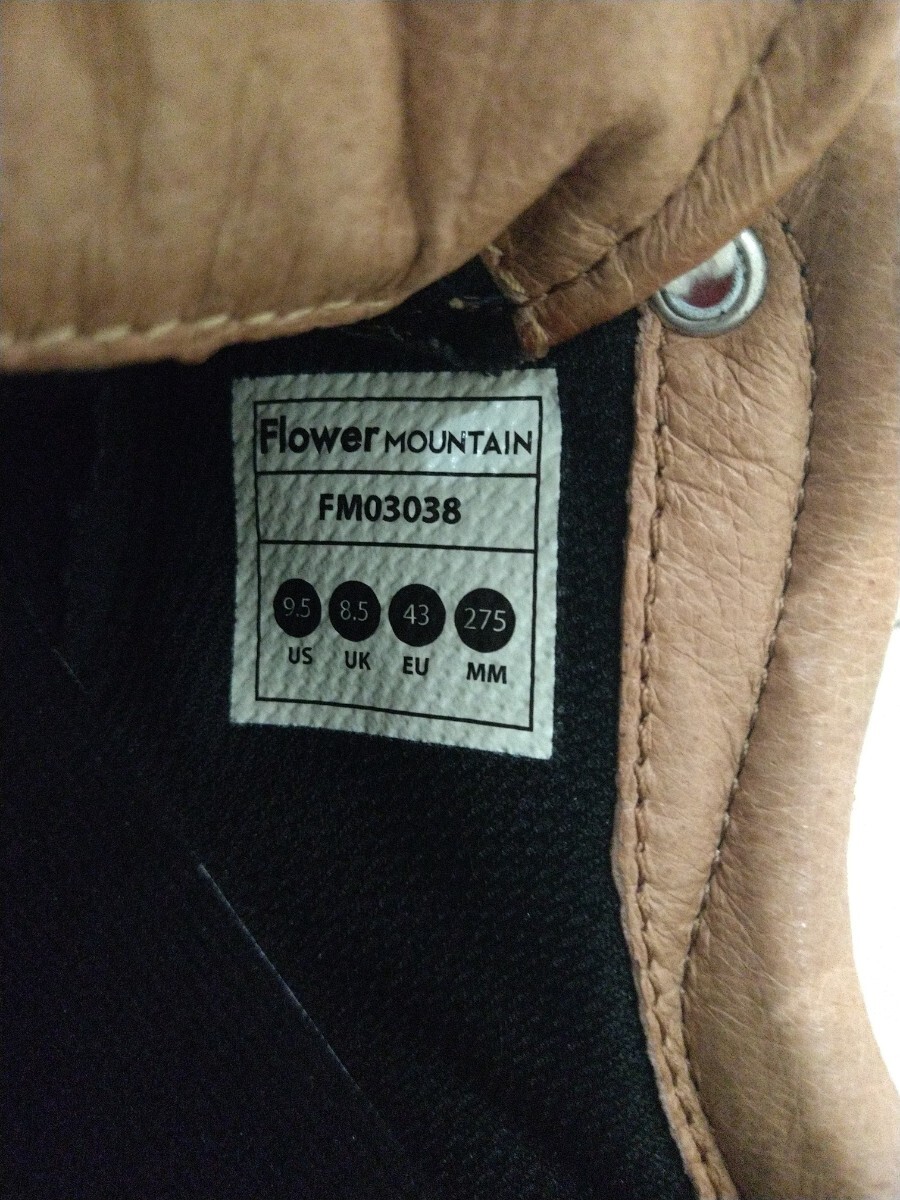 Flower MOUNTAIN
FM03038
9.5 8.5 43 275
US UK EU MM